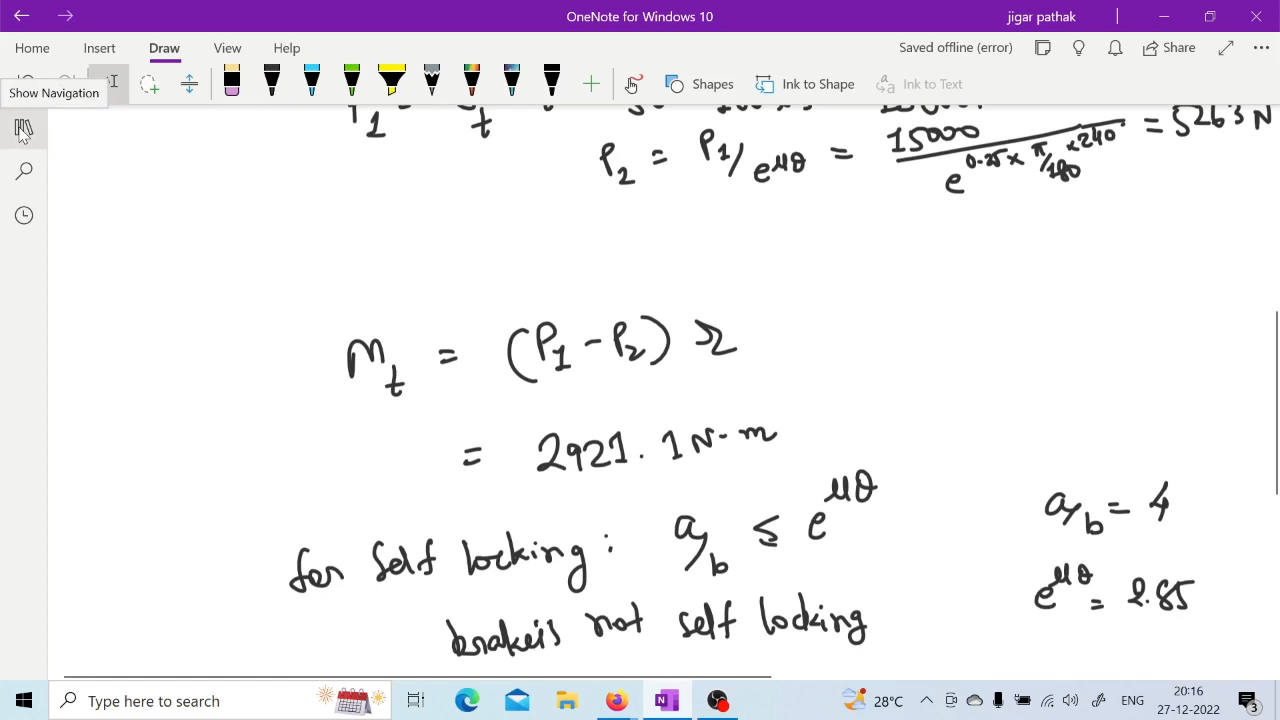 OneNote for Windows 10
jigar pathak
Home Insert Draw View Help
Saved offline (error)
Share
Shapes
Ink to Shape
Ink to Text
Show Navigation
P₂ = P₁/e^μθ = 15000/e^(0.25 × π/180 × 240) = 5263 N
M_t = (P₁ - P₂) r
= 2921.1 N-m
for self locking: a/b ≤ e^μθ
a/b = 4
e^μθ = 2.85
brake is not self locking
Type here to search
28°C
ENG
20:16
27-12-2022
3